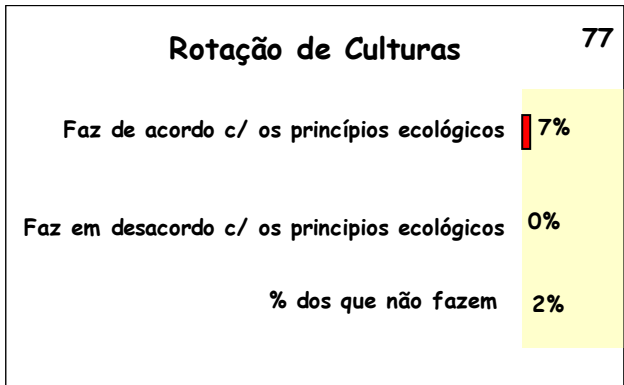 Rotação de Culturas
77
Faz de acordo c/ os princípios ecológicos 7%
Faz em desacordo c/ os principios ecológicos 0%
% dos que não fazem 2%